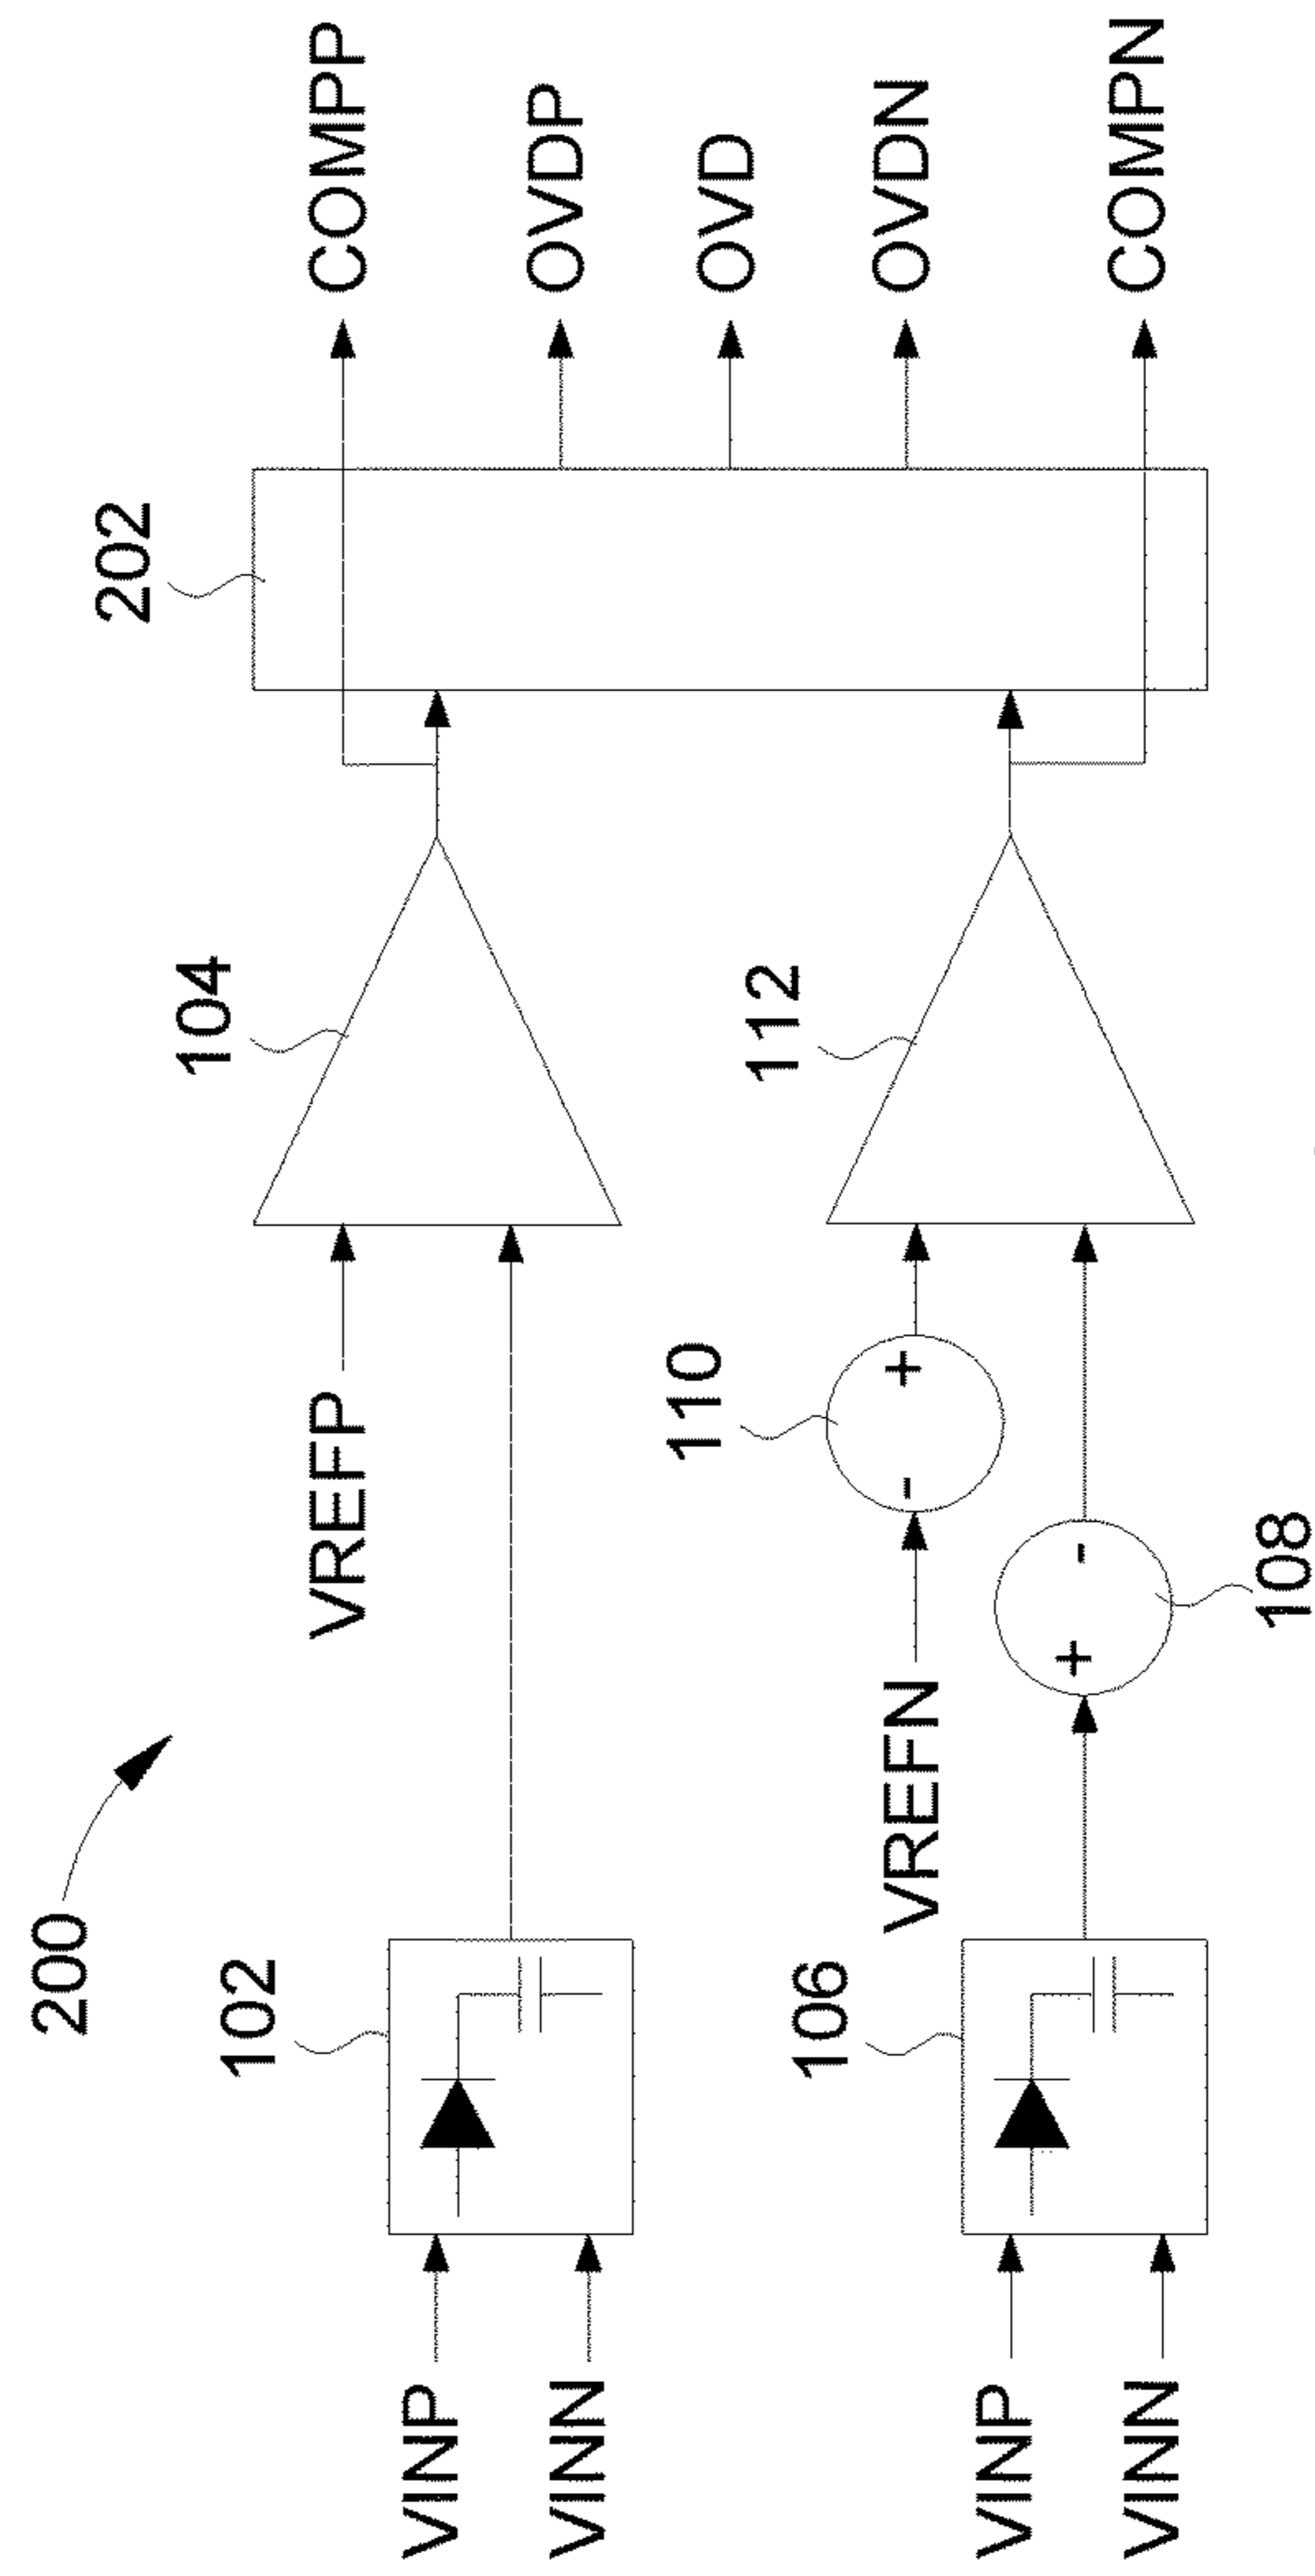 200
102
VINP
VINN
VREFP
104
202
COMPP
OVDP
OVD
OVDN
COMPN
106
VINP
VINN
VREFN
110
-
+
112
+
-
108